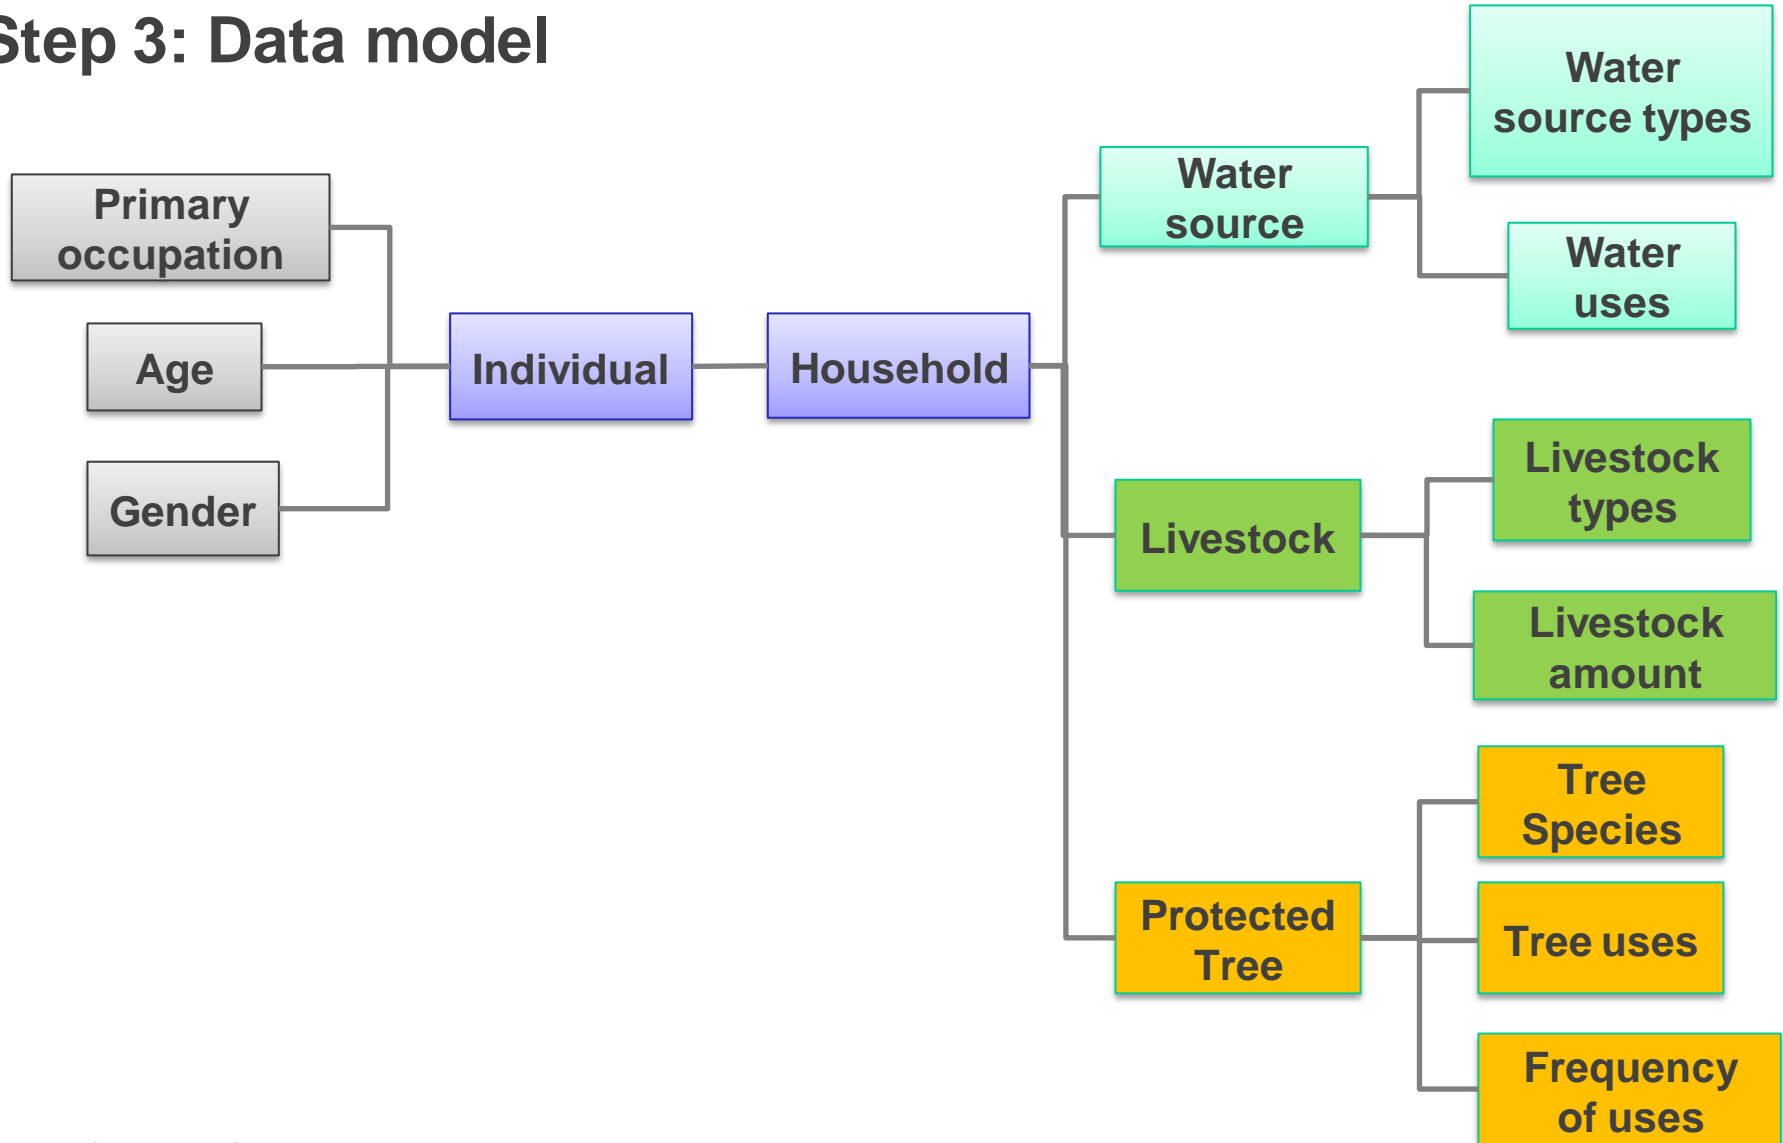 Step 3: Data model
Water
source types
Water
source
Primary
occupation
Water
uses
Age
Individual
Household
Livestock
types
Gender
Livestock
Livestock
amount
Tree
Species
Protected
Tree
Tree uses
Frequency
of uses